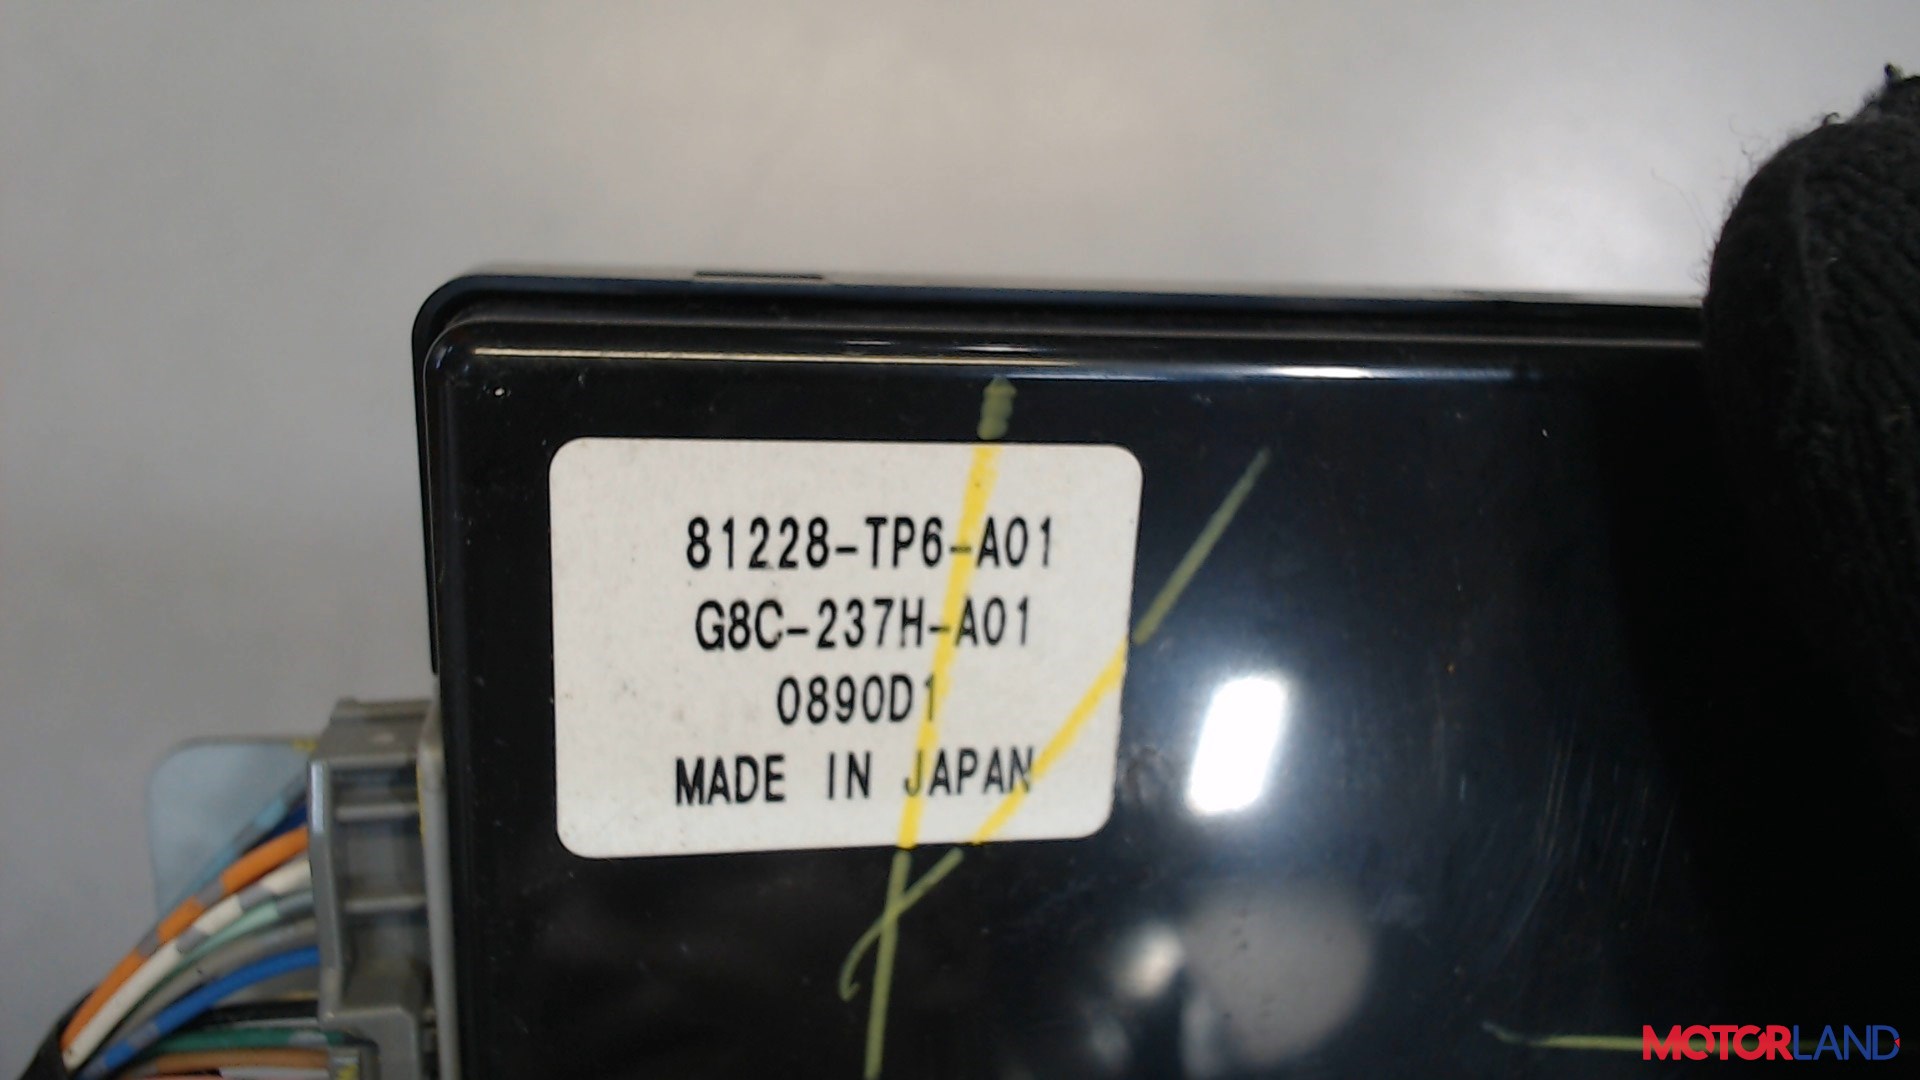 81228-TP6-A01
G8C-237H-A01
0890D1
MADE IN JAPAN
MOTORLAND